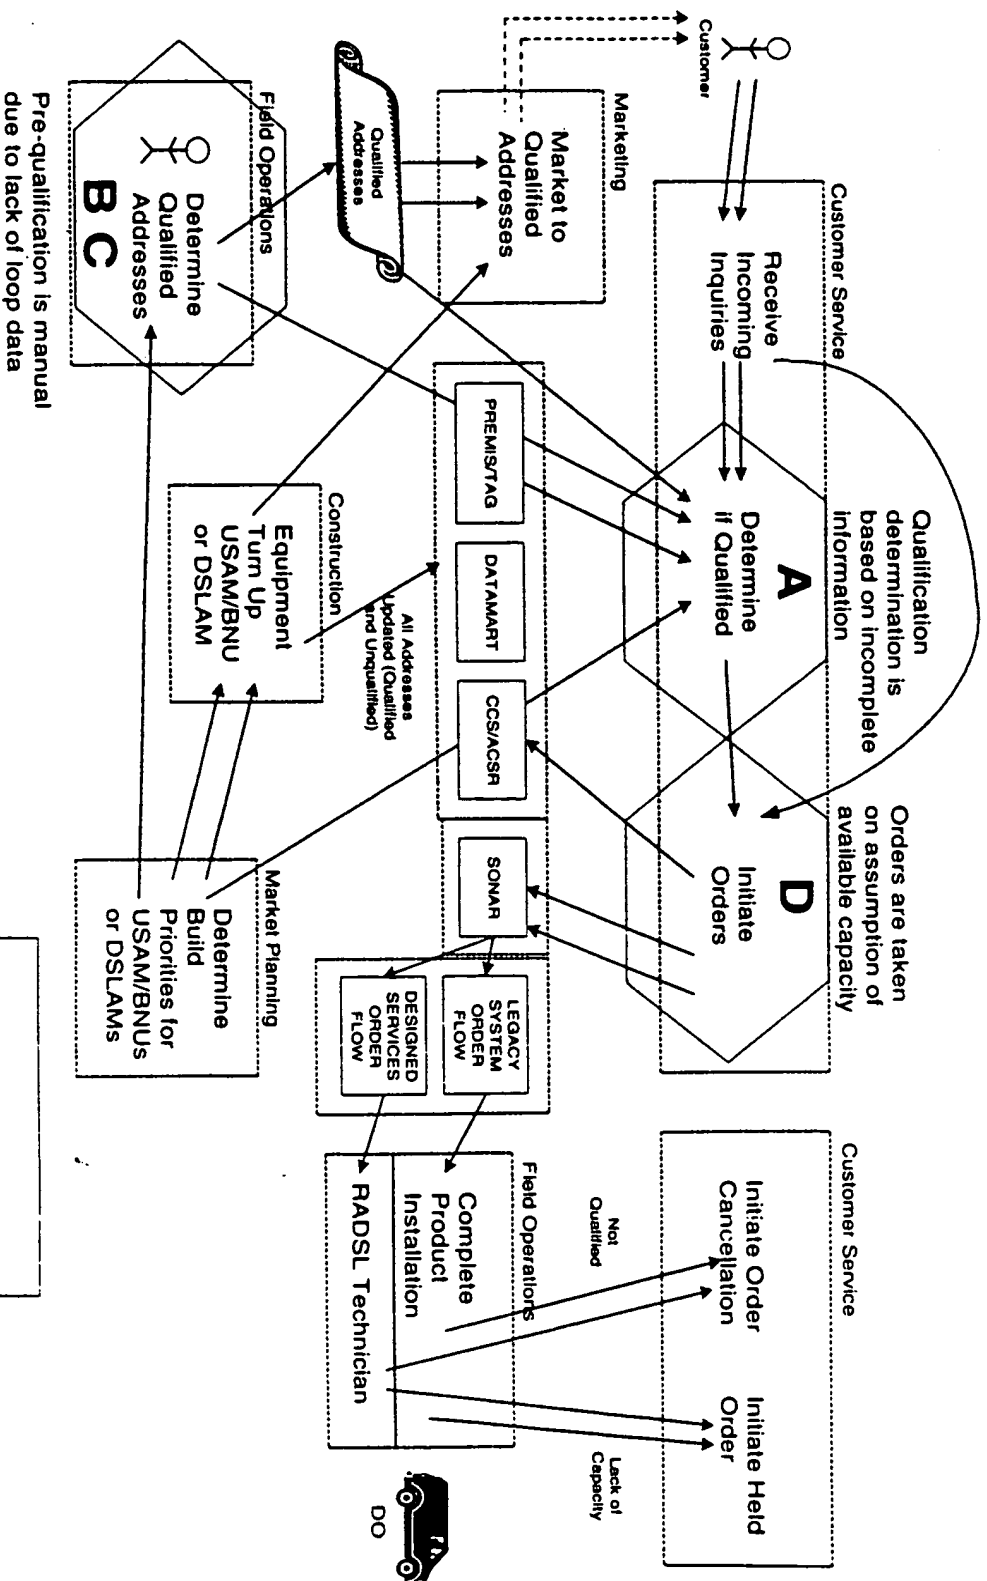 Customer
Customer Service
Receive
Incoming
Inquiries
Qualification
determination is
based on incomplete
information
A
Determine
if Qualified
Orders are taken
on assumption of
available capacity
D
Initiate
Orders
Customer Service
Initiate Order
Cancellation
Initiate Held
Order
Marketing
Market to
Qualified
Addresses
Qualified
Addresses
PREMIS/TAG
DATAMART
CCS/ACSR
SONAR
LEGACY
SYSTEM
ORDER
FLOW
DESIGNED
SERVICES
ORDER
FLOW
Not
Qualified
Lack of
Capacity
Field Operations
Complete
Product
Installation
RADSL Technician
DO
All Addresses
Updated (Qualified
and Unqualified)
Construction
Equipment
Turn Up
USAM/BNU
or DSLAM
Market Planning
Determine
Build
Priorities for
USAM/BNUs
or DSLAMs
Field Operations
Determine
Qualified
Addresses
B C
Pre-qualification is manual
due to lack of loop data